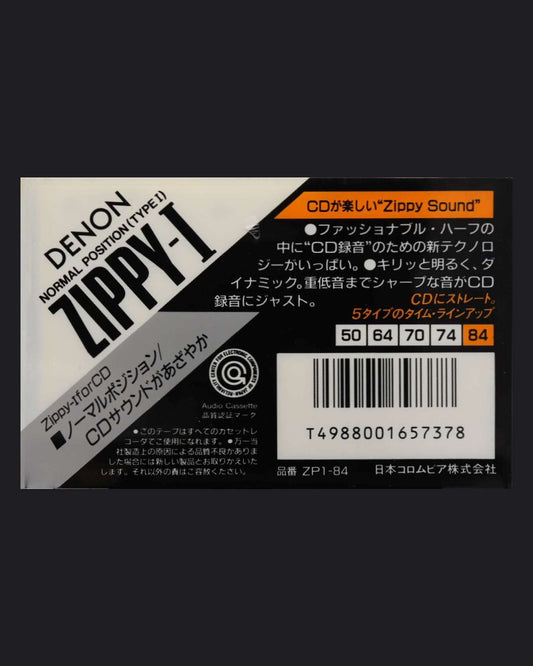 DENON
NORMAL POSITION (TYPE I)
ZIPPY-I
Zippy-IforCD
■ノーマルポジション/
CDサウンドがあざやか
CDが楽しい"Zippy Sound"
●ファッショナブル・ハーフの
中に"CD録音"のための新テクノロ
ジーがいっぱい。●キリッと明るく、ダ
イナミック。重低音までシャープな音がCD
録音にジャスト。
CDにストレート。
5タイプのタイム・ラインアップ
50 64 70 74 84
Audio Cassette
品質認証マーク
●このテープはすべてのカセットレ
コーダでご使用になれます。●万一当
社製造上の原因による品質不良がありま
した場合には新しい製品とお取りかえいた
します。それ以外の責はご容赦ください。
T4988001657378
品番 ZP1-84 日本コロムビア株式会社